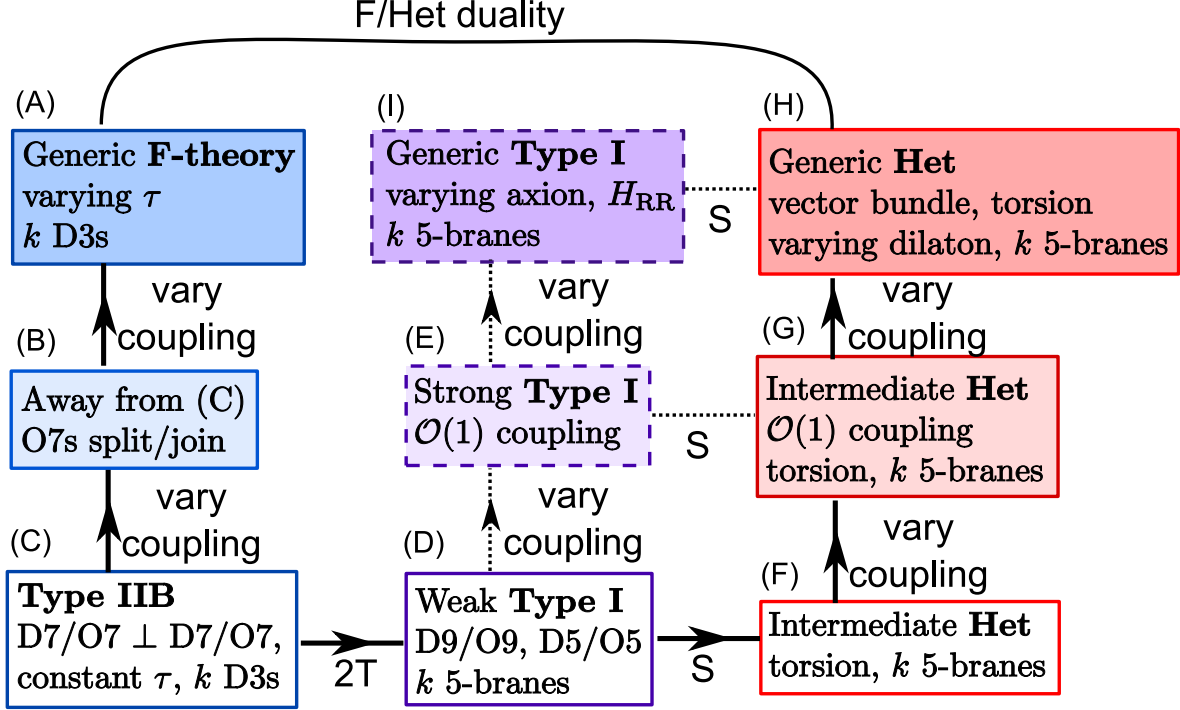 F/Het duality
(A)
Generic F-theory
varying τ
k D3s
(I)
Generic Type I
varying axion, H_RR
k 5-branes
S
(H)
Generic Het
vector bundle, torsion
varying dilaton, k 5-branes
vary
coupling
vary
coupling
vary
coupling
(B)
Away from (C)
O7s split/join
(E)
Strong Type I
𝒪(1) coupling
S
(G)
Intermediate Het
𝒪(1) coupling
torsion, k 5-branes
vary
coupling
vary
coupling
vary
coupling
(C)
Type IIB
D7/O7 ⊥ D7/O7,
constant τ, k D3s
2T
(D)
Weak Type I
D9/O9, D5/O5
k 5-branes
S
(F)
Intermediate Het
torsion, k 5-branes